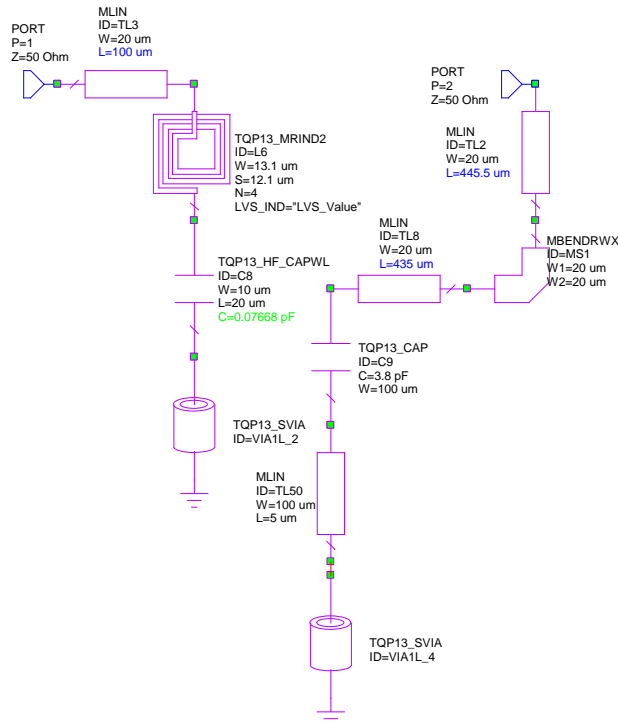 PORT
P=1
Z=50 Ohm
MLIN
ID=TL3
W=20 um
L=100 um
TQP13_MRIND2
ID=L6
W=13.1 um
S=12.1 um
N=4
LVS_IND="LVS_Value"
TQP13_HF_CAPWL
ID=C8
W=10 um
L=20 um
C=0.07668 pF
TQP13_SVIA
ID=VIA1L_2
PORT
P=2
Z=50 Ohm
MLIN
ID=TL2
W=20 um
L=445.5 um
MBENDRWX
ID=MS1
W1=20 um
W2=20 um
MLIN
ID=TL8
W=20 um
L=435 um
TQP13_CAP
ID=C9
C=3.8 pF
W=100 um
MLIN
ID=TL50
W=100 um
L=5 um
TQP13_SVIA
ID=VIA1L_4